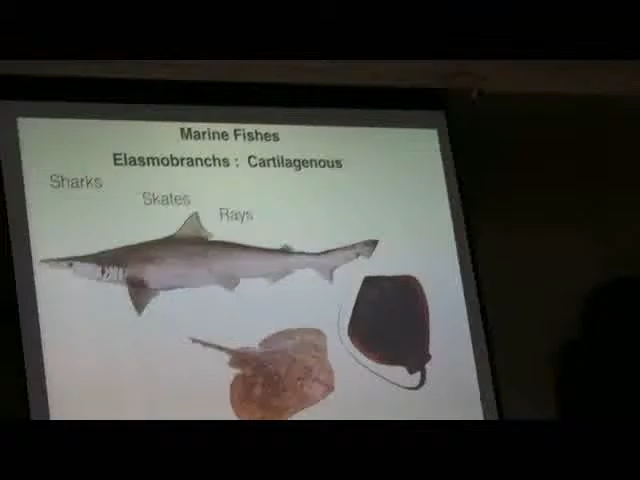 Marine Fishes
Elasmobranchs : Cartilagenous
Sharks
Skates
Rays